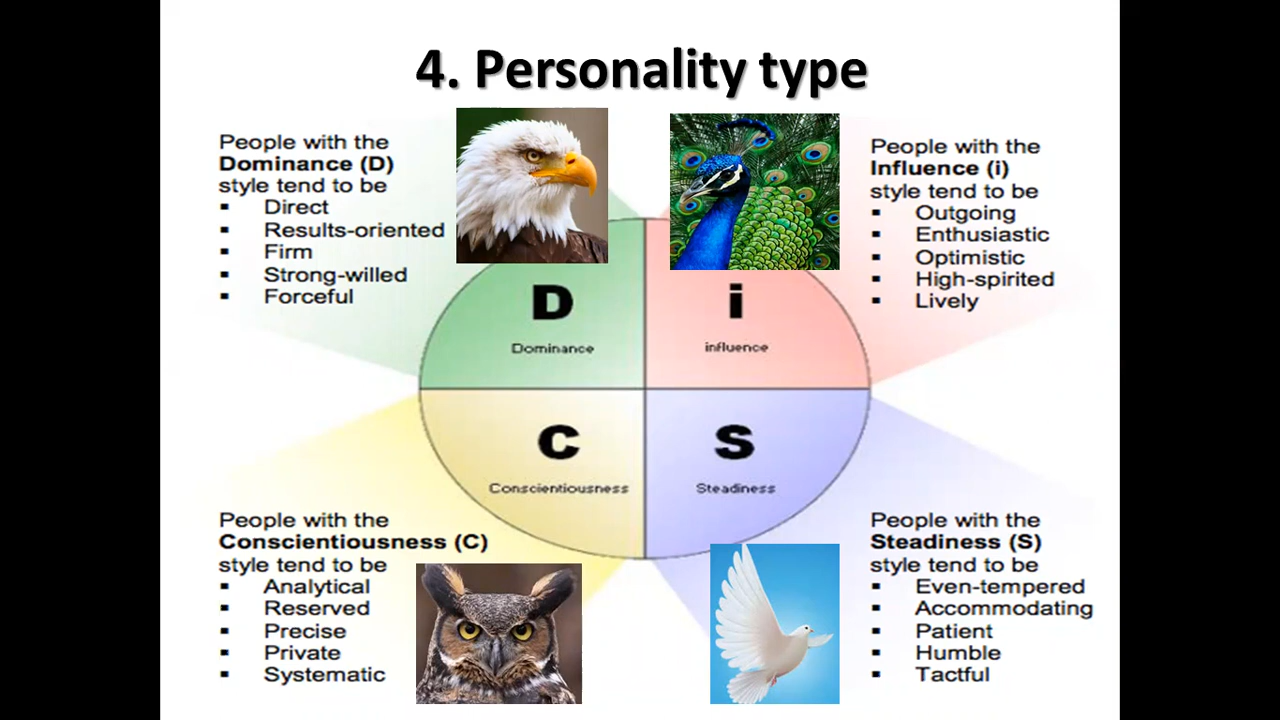 4. Personality type
People with the
Dominance (D)
style tend to be
▪ Direct
▪ Results-oriented
▪ Firm
▪ Strong-willed
▪ Forceful
People with the
Influence (i)
style tend to be
▪ Outgoing
▪ Enthusiastic
▪ Optimistic
▪ High-spirited
▪ Lively
D
Dominance
i
influence
C
Conscientiousness
S
Steadiness
People with the
Conscientiousness (C)
style tend to be
▪ Analytical
▪ Reserved
▪ Precise
▪ Private
▪ Systematic
People with the
Steadiness (S)
style tend to be
▪ Even-tempered
▪ Accommodating
▪ Patient
▪ Humble
▪ Tactful